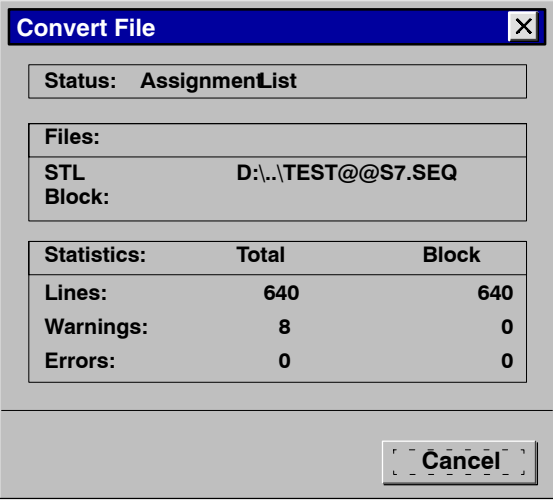 Convert File
Status: AssignmentList
Files:
STL D:\..\TEST@@S7.SEQ
Block:
Statistics: Total Block
Lines: 640 640
Warnings: 8 0
Errors: 0 0
Cancel